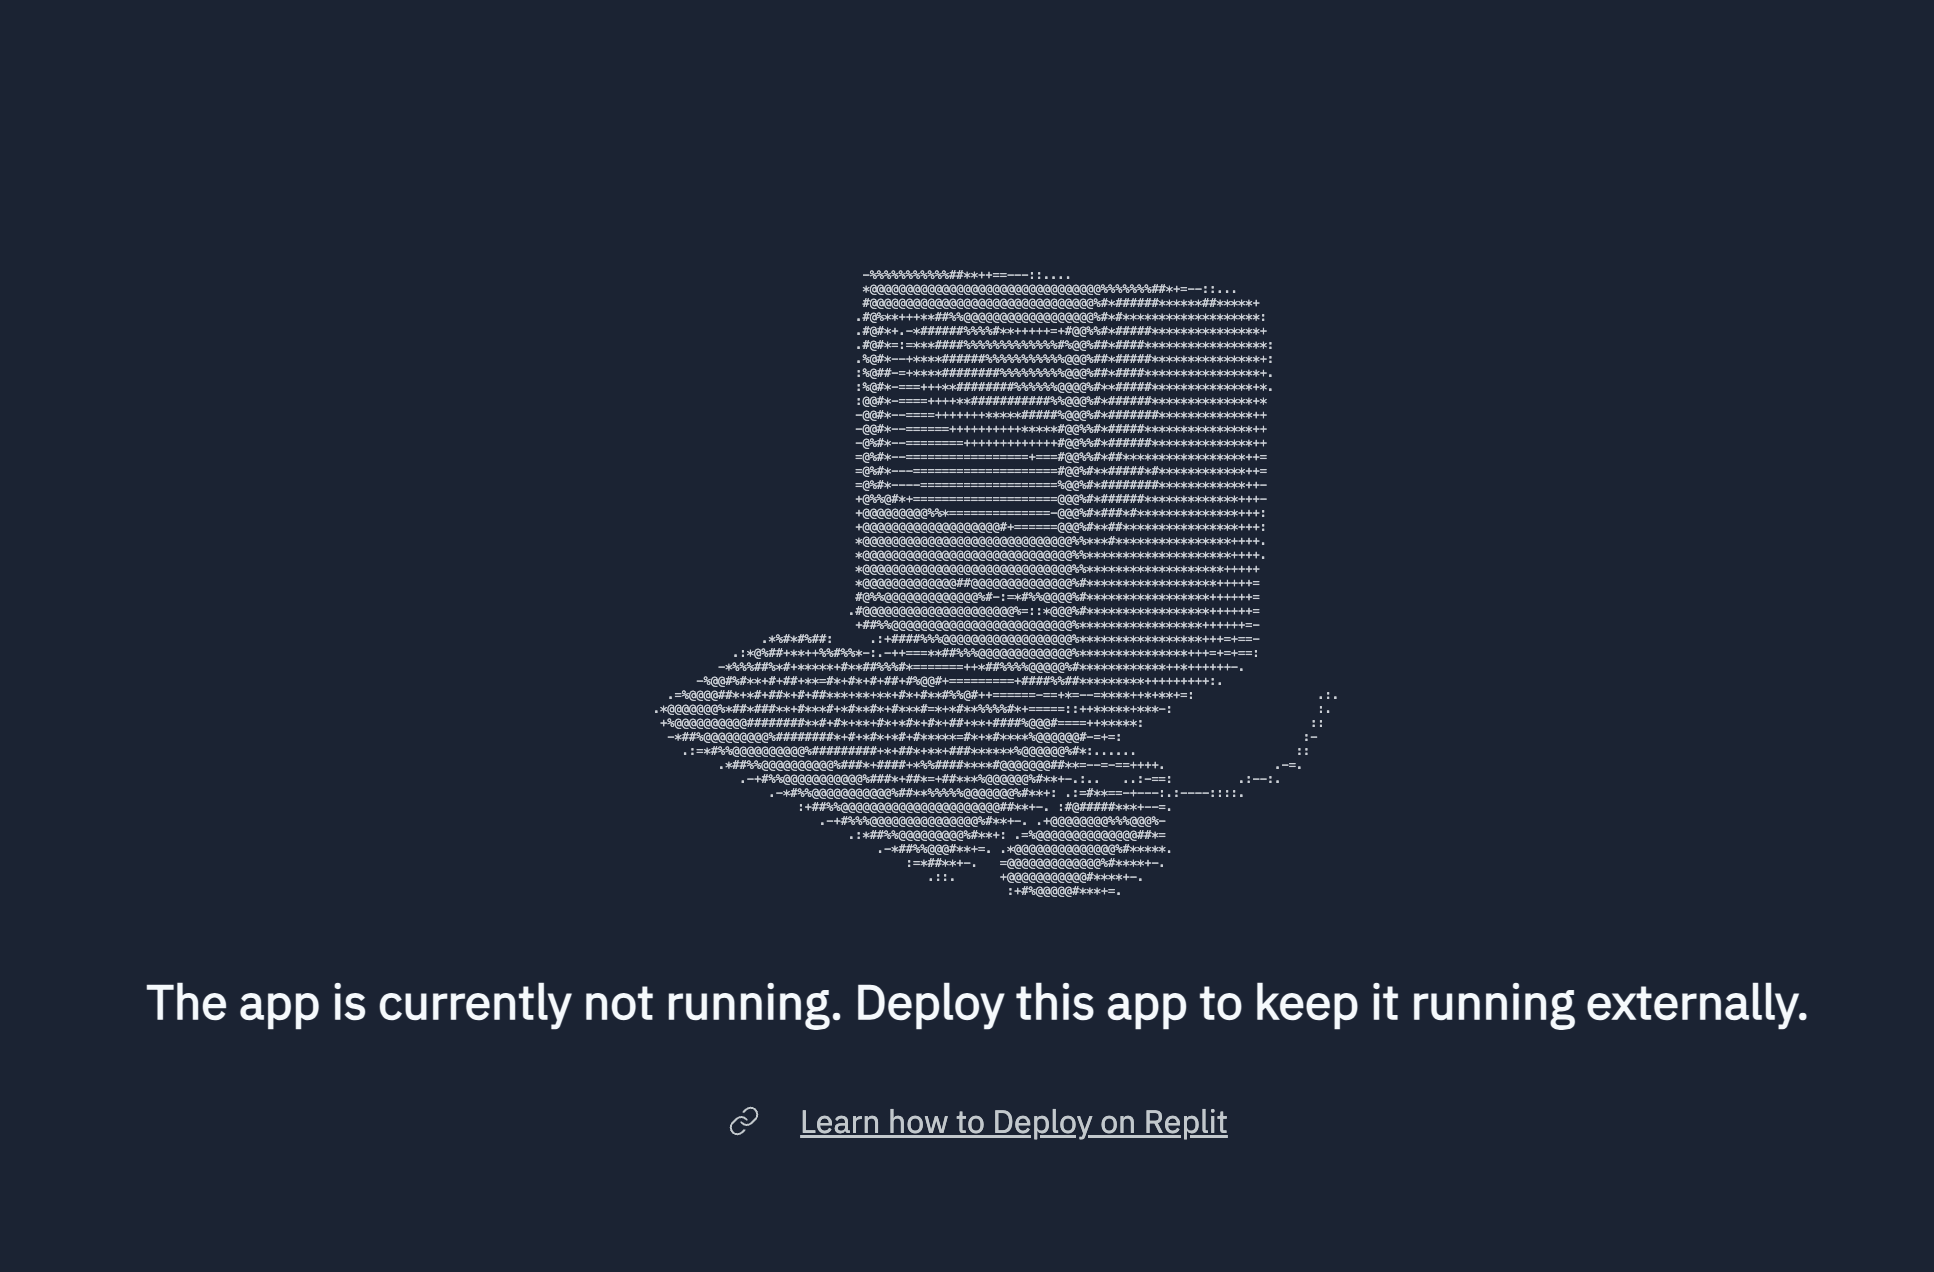 The app is currently not running. Deploy this app to keep it running externally.
Learn how to Deploy on Replit